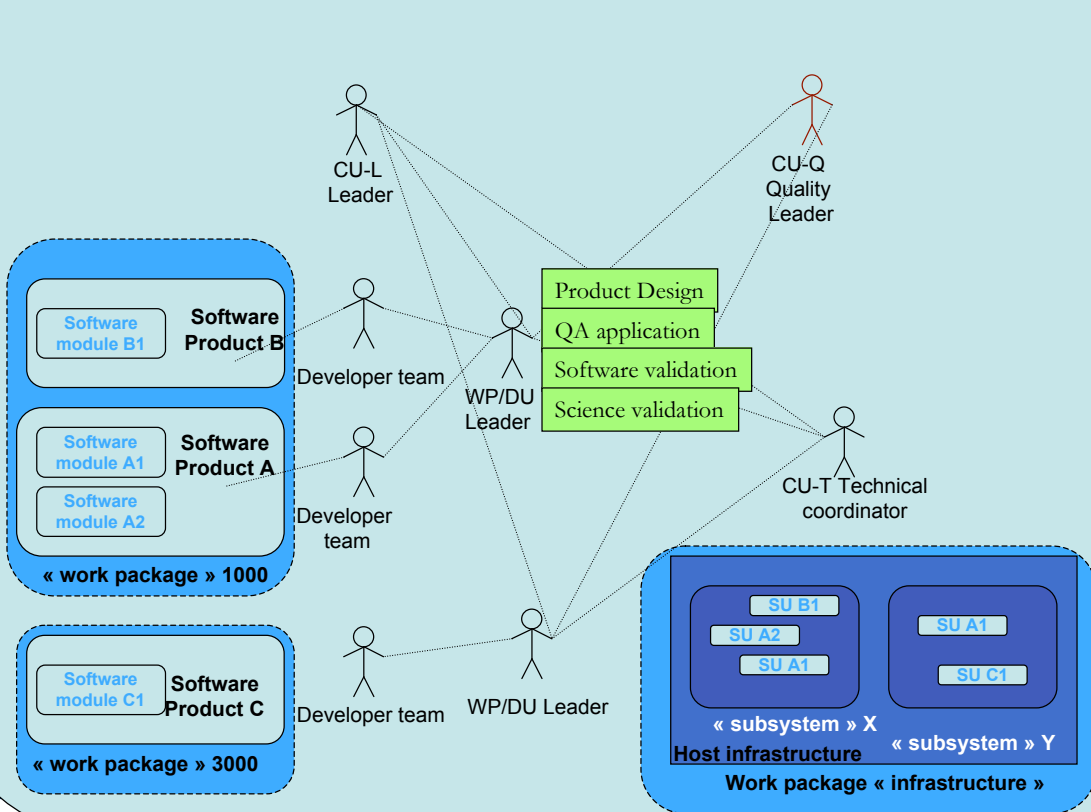 CU-L
Leader
CU-Q
Quality
Leader
Product Design
QA application
Software validation
Science validation
Software
module B1
Software
Product B
Developer team
WP/DU
Leader
Software
module A1
Software
module A2
Software
Product A
Developer
team
« work package » 1000
CU-T Technical
coordinator
Software
module C1
Software
Product C
« work package » 3000
Developer team
WP/DU Leader
SU B1
SU A2
SU A1
« subsystem » X
SU A1
SU C1
« subsystem » Y
Host infrastructure
Work package « infrastructure »